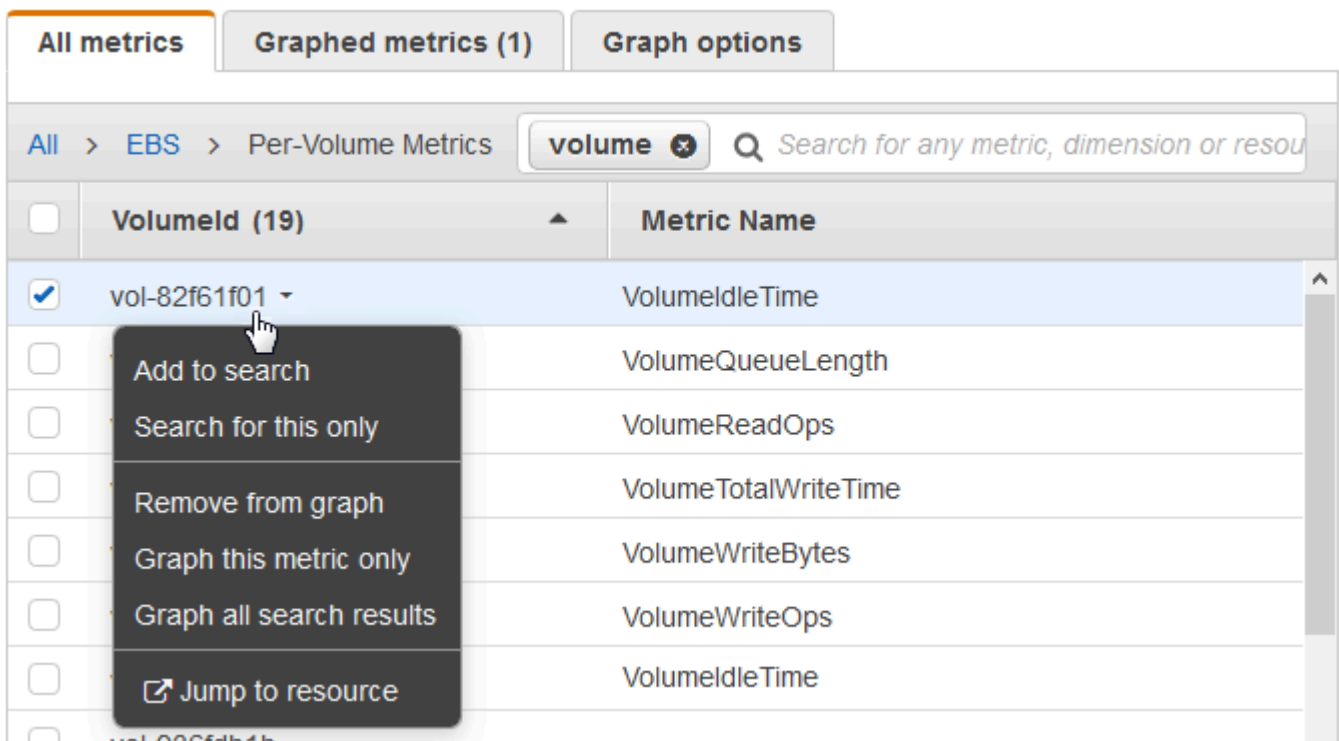 All metrics Graphed metrics (1) Graph options
All > EBS > Per-Volume Metrics volume Search for any metric, dimension or resou
VolumeId (19) Metric Name
vol-82f61f01 VolumeIdleTime
Add to search VolumeQueueLength
Search for this only VolumeReadOps
Remove from graph VolumeTotalWriteTime
Graph this metric only VolumeWriteBytes
Graph all search results VolumeWriteOps
Jump to resource VolumeIdleTime